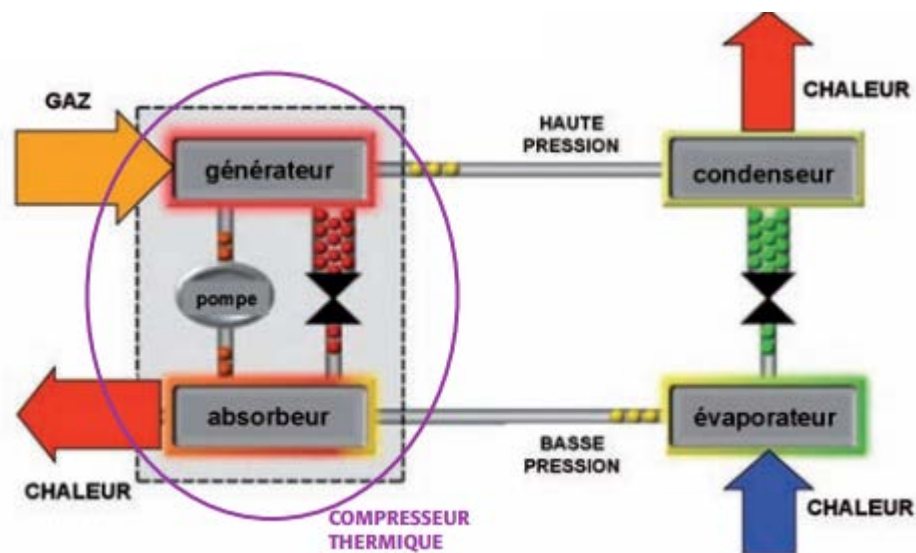 GAZ
CHALEUR
générateur
HAUTE
PRESSION
condenseur
pompe
absorbeur
évaporateur
BASSE
PRESSION
CHALEUR
COMPRESSEUR
THERMIQUE
CHALEUR